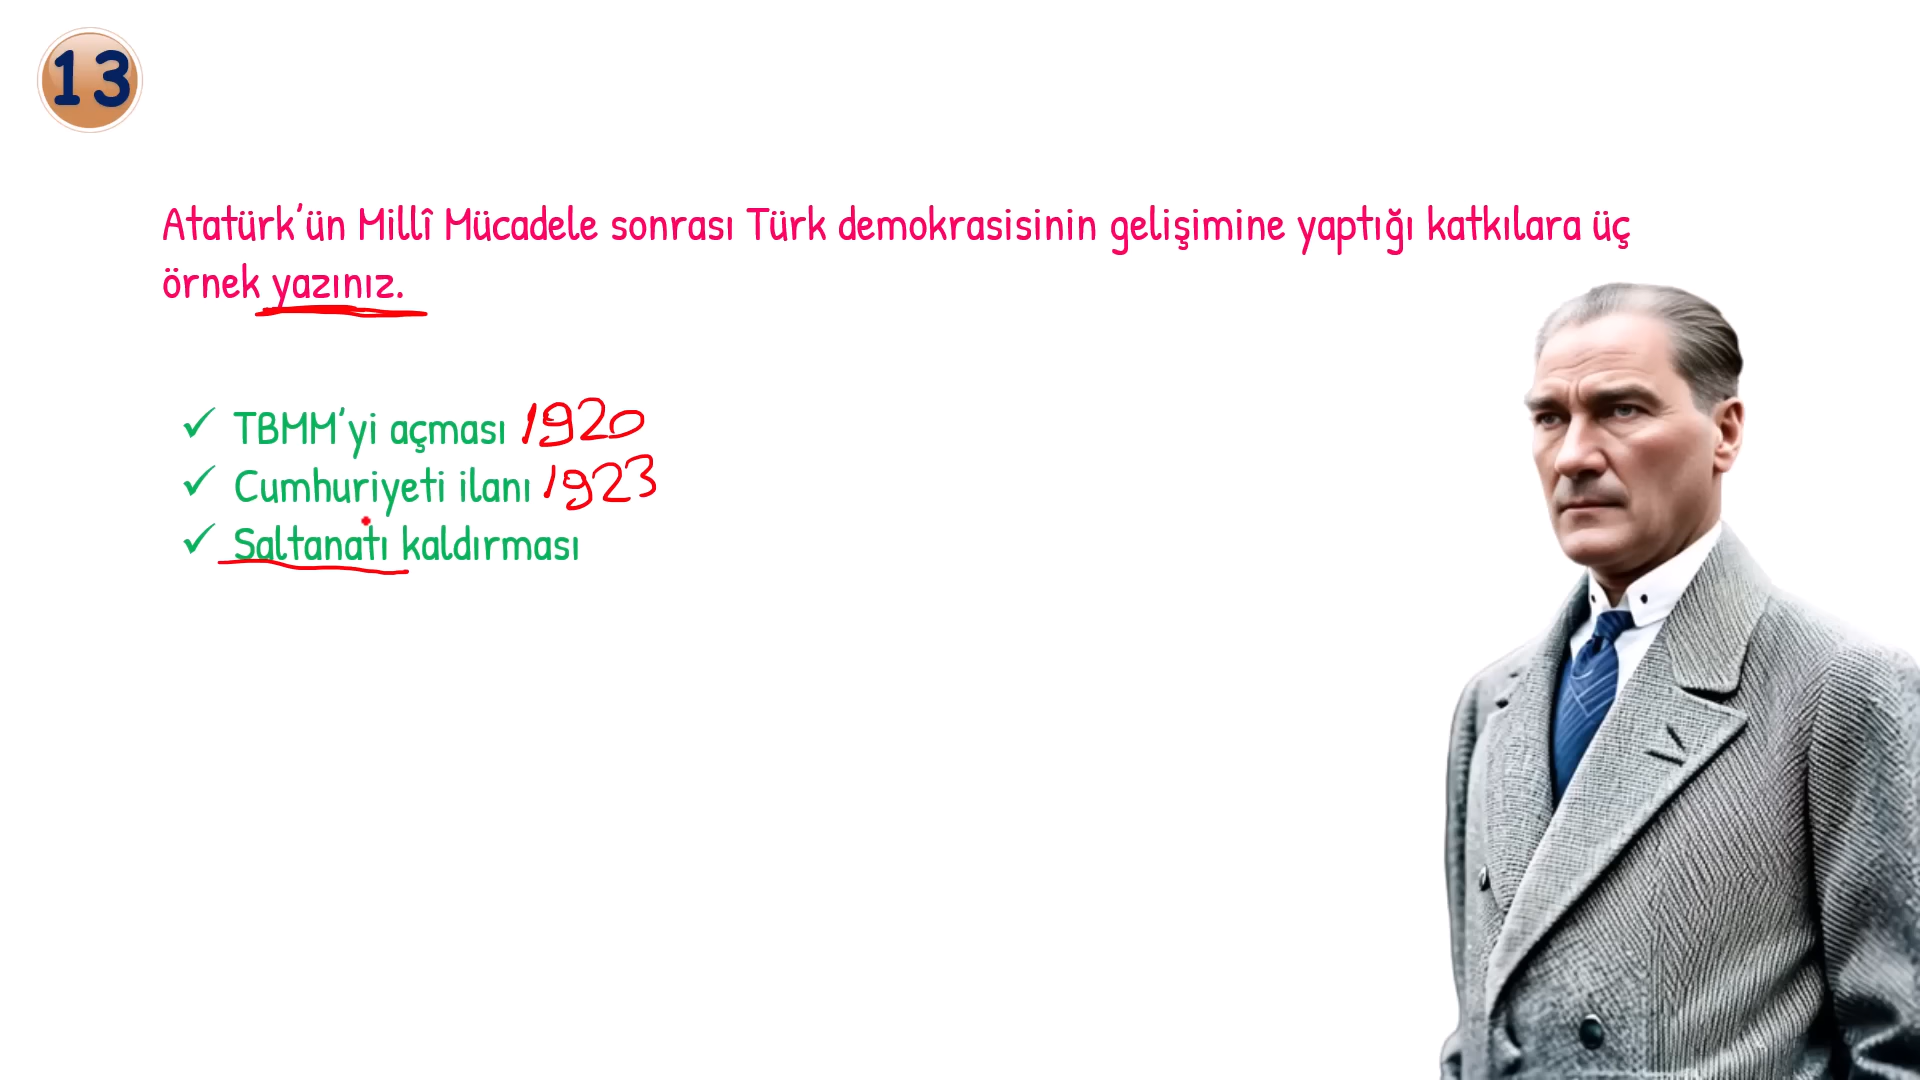 13
Atatürk'ün Millî Mücadele sonrası Türk demokrasisinin gelişimine yaptığı katkılara üç
örnek yazınız.
✓ TBMM'yi açması 1920
✓ Cumhuriyeti ilanı 1923
✓ Saltanatı kaldırması